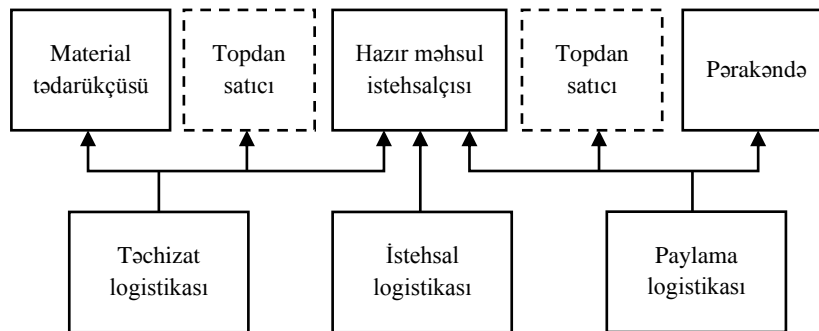 Material
tədarükçüsü
Topdan
satıcı
Hazır məhsul
istehsalçısı
Topdan
satıcı
Pərakəndə
Təchizat
logistikası
İstehsal
logistikası
Paylama
logistikası